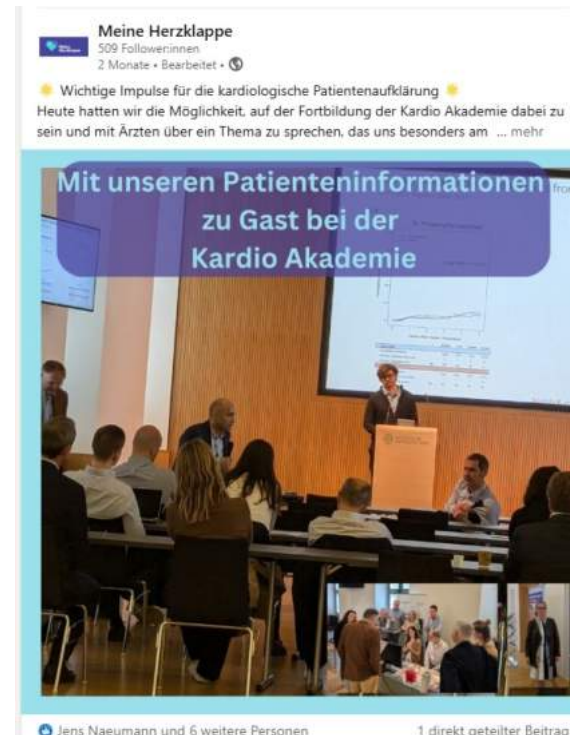 Meine Herzklappe
509 Follower:innen
2 Monate • Bearbeitet •
Wichtige Impulse für die kardiologische Patientenaufklärung
Heute hatten wir die Möglichkeit, auf der Fortbildung der Kardio Akademie dabei zu
sein und mit Ärzten über ein Thema zu sprechen, das uns besonders am ... mehr
Mit unseren Patienteninformationen
zu Gast bei der
Kardio Akademie
Jens Naeumann und 6 weitere Personen
1 direkt geteilter Beitrag